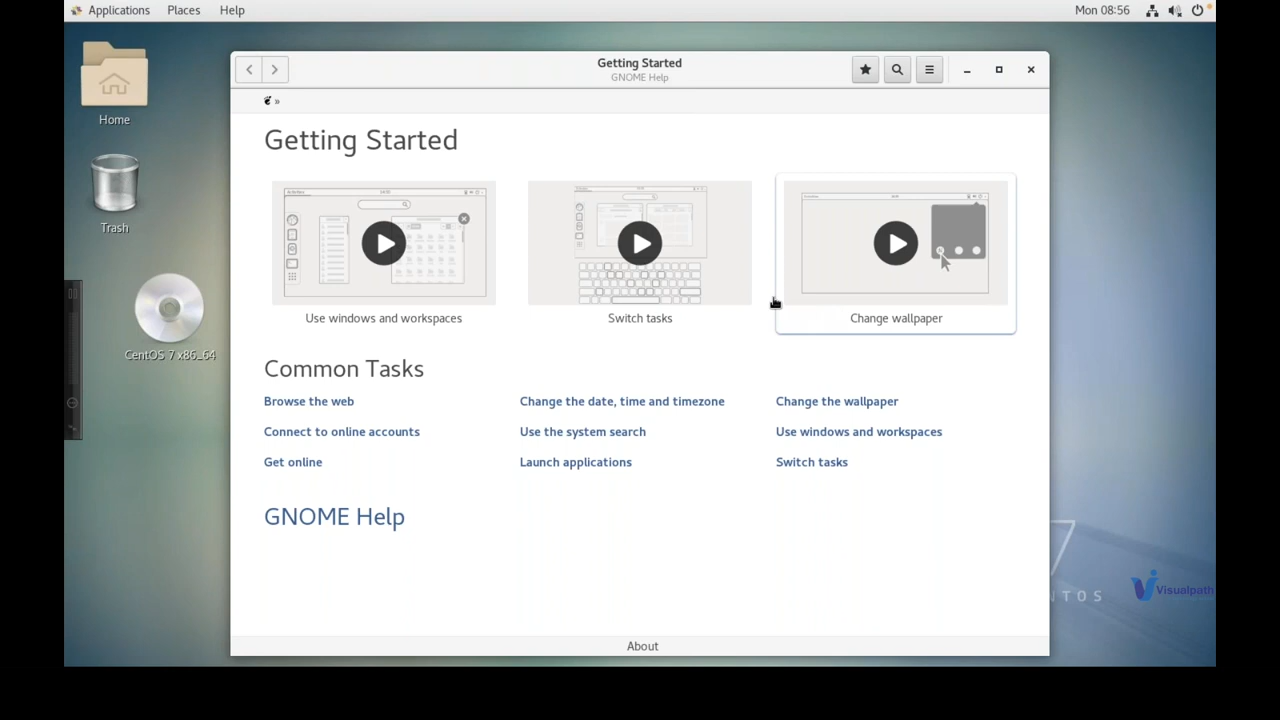 Applications Places Help Mon 08:56
Getting Started
GNOME Help
»
Home
Getting Started
Trash
Use windows and workspaces Switch tasks Change wallpaper
CentOS 7 x86_64
Common Tasks
Browse the web Change the date, time and timezone Change the wallpaper
Connect to online accounts Use the system search Use windows and workspaces
Get online Launch applications Switch tasks
GNOME Help
7
NTOS
Visualpath
About